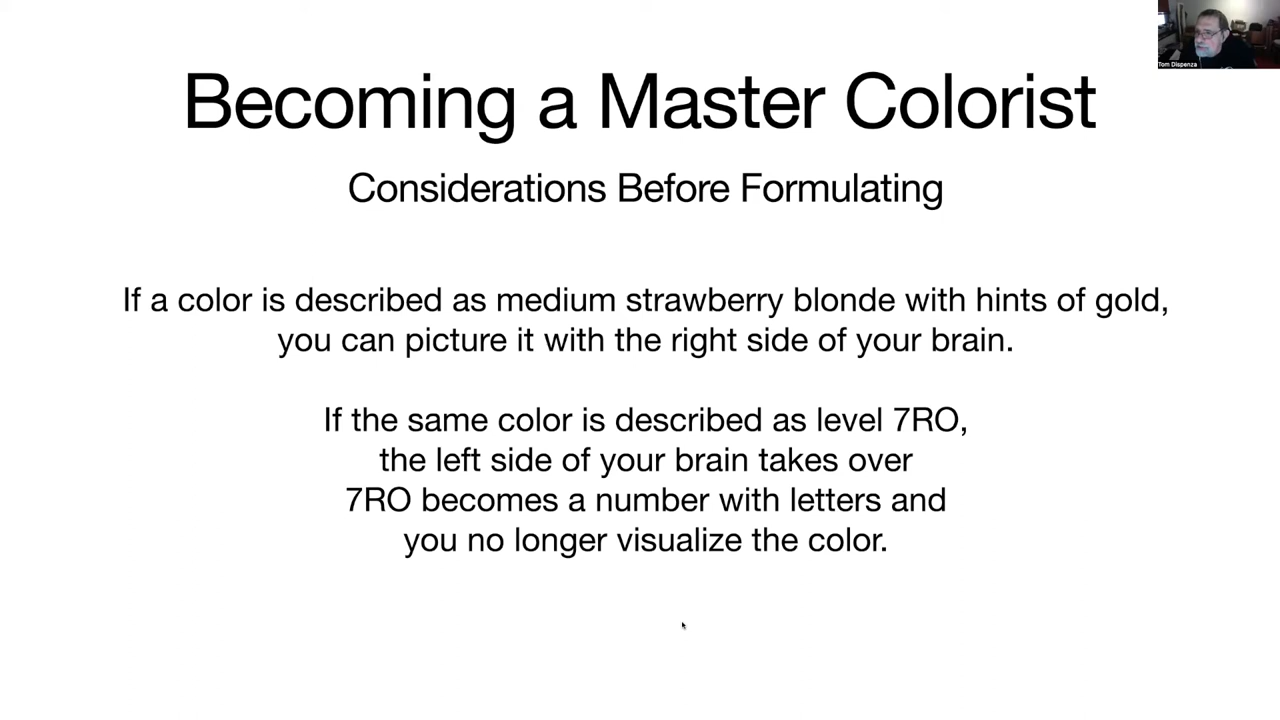 Becoming a Master Colorist
Considerations Before Formulating
If a color is described as medium strawberry blonde with hints of gold,
you can picture it with the right side of your brain.
If the same color is described as level 7RO,
the left side of your brain takes over
7RO becomes a number with letters and
you no longer visualize the color.
Tom Dispenza